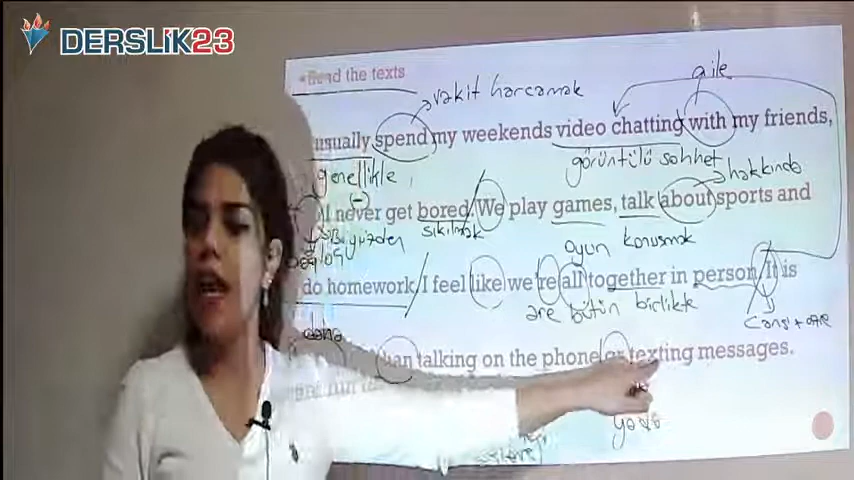 DERSLİK23
Read the texts
aile
vakit harcamak
usually spend my weekends video chatting with my friends,
genellikle
görüntülü sohbet
hakkında
(-)
I never get bored. We play games, talk about sports and
sıkılmak
oyun
konuşmak
do homework. I feel like we're all together in person. It is
are bütün birlikte
talking on the phone or texting messages.